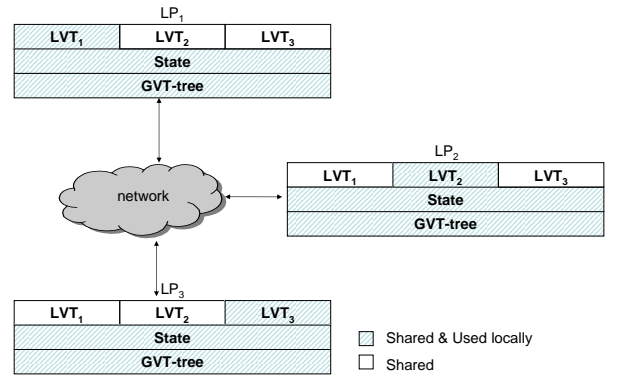 LP₁
LVT₁ LVT₂ LVT₃
State
GVT-tree
LP₂
LVT₁ LVT₂ LVT₃
State
GVT-tree
network
LP₃
LVT₁ LVT₂ LVT₃
State
GVT-tree
Shared & Used locally
Shared